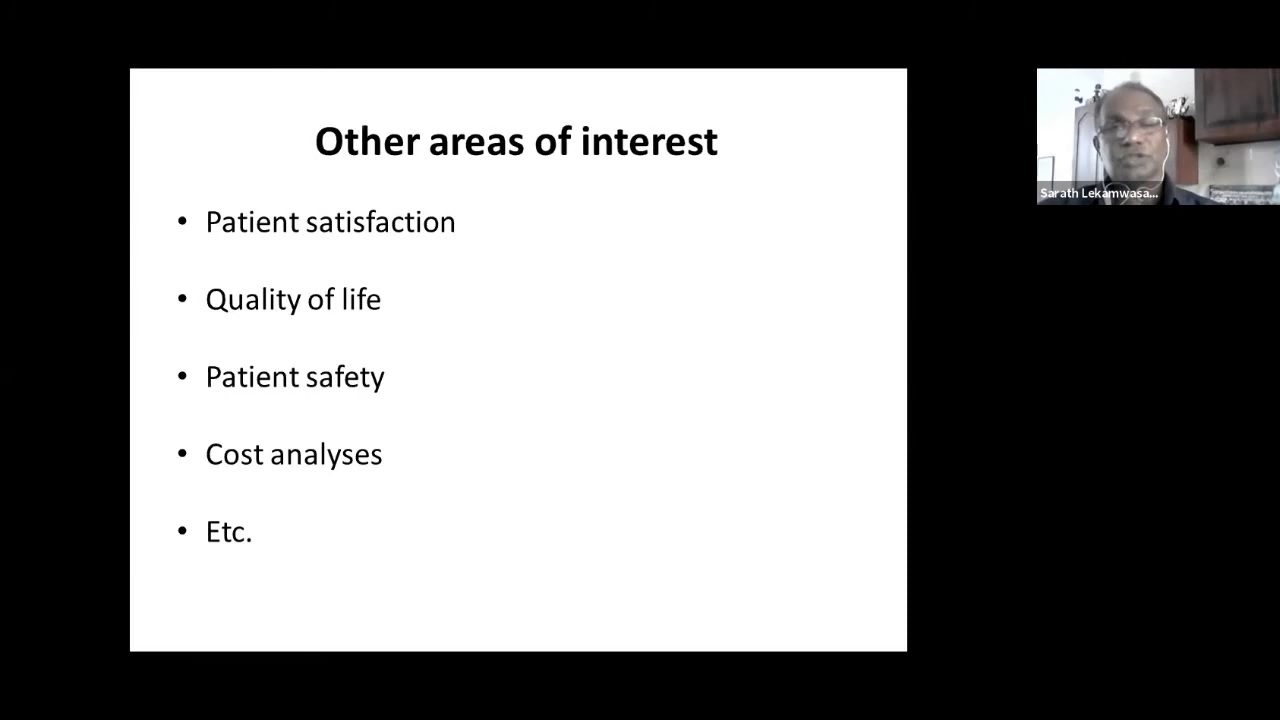 Other areas of interest
• Patient satisfaction
• Quality of life
• Patient safety
• Cost analyses
• Etc.
Sarath Lekamwasa...